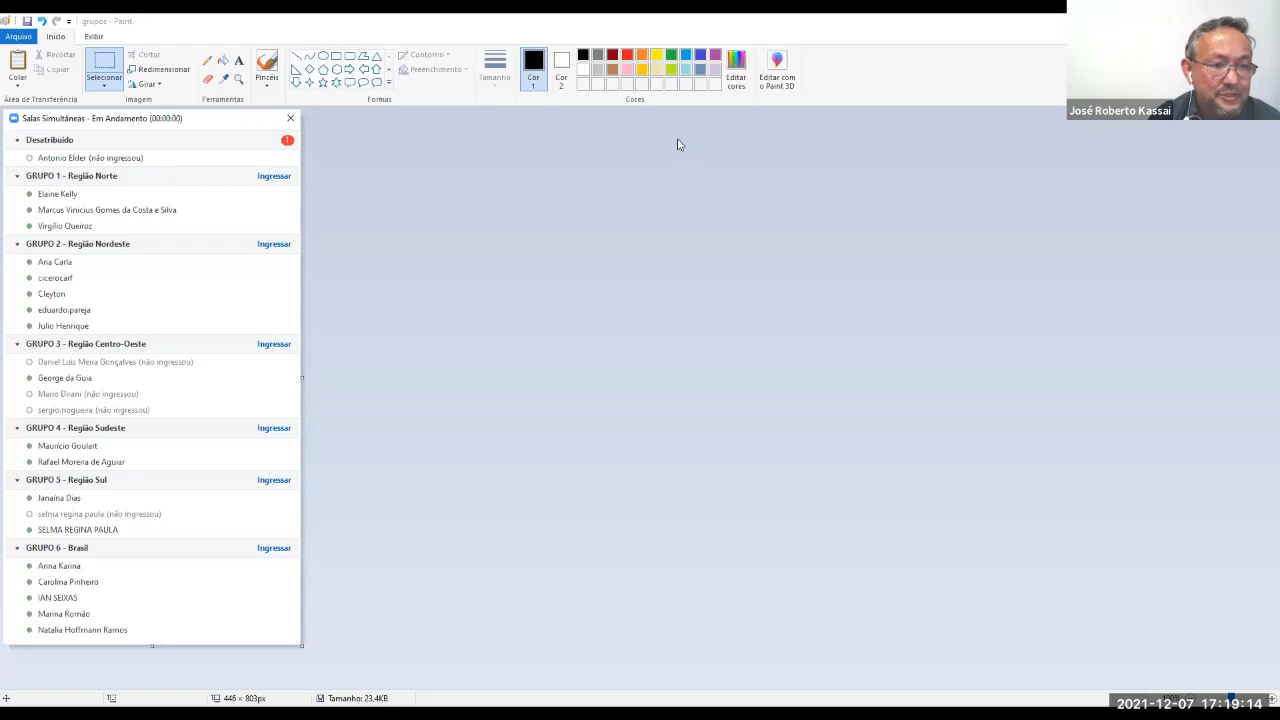 grupos - Paint
Arquivo Início Exibir
Colar
Recortar
Copiar
Área de Transferência
Selecionar
Cortar
Redimensionar
Girar
Imagem
A
Ferramentas
Pincéis
Contorno
Preenchimento
Formas
Tamanho
Cor 1
Cor 2
Editar cores
Cores
Editar com o Paint 3D
José Roberto Kassai
Salas Simultâneas - Em Andamento (00:00:00)
Desatribuído 1
Antonio Elder (não ingressou)
GRUPO 1 - Região Norte Ingressar
Elaine Kelly
Marcus Vinicius Gomes da Costa e Silva
Virgílio Queiroz
GRUPO 2 - Região Nordeste Ingressar
Ana Carla
cicerocarf
Cleyton
eduardo.pareja
Julio Henrique
GRUPO 3 - Região Centro-Oeste Ingressar
Daniel Luiz Meira Gonçalves (não ingressou)
George da Guia
Mario Dirani (não ingressou)
sergio.nogueira (não ingressou)
GRUPO 4 - Região Sudeste Ingressar
Maurício Goulart
Rafael Moreira de Aguiar
GRUPO 5 - Região Sul Ingressar
Janaína Dias
selma regina paula (não ingressou)
SELMA REGINA PAULA
GRUPO 6 - Brasil Ingressar
Anna Karina
Carolina Pinheiro
IAN SEIXAS
Marina Romão
Natalia Hoffmann Ramos
446 × 803px Tamanho: 23,4KB
2021-12-07 17:19:14